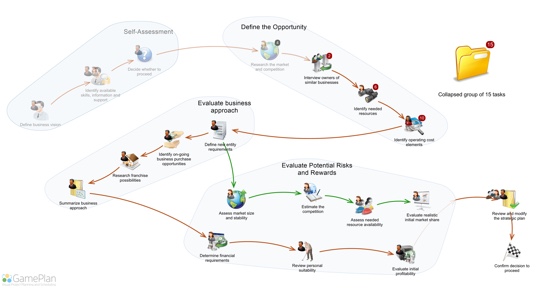 Self-Assessment
Define the Opportunity
Decide whether to
proceed
Identify available
skills, information and
support
Define business vision
Research the market
and competition
Interview owners of
similar businesses
Identify needed
resources
Identify operating cost
elements
15
Collapsed group of 15 tasks
Evaluate business
approach
Define new entity
requirements
Identify on-going
business purchase
opportunities
Research franchise
possibilities
Summarize business
approach
Evaluate Potential Risks
and Rewards
Assess market size
and stability
Estimate the
competition
Assess needed
resource availability
Evaluate realistic
initial market share
Determine financial
requirements
Review personal
suitability
Evaluate initial
profitability
Review and modify
the strategic plan
Confirm decision to
proceed
GamePlan